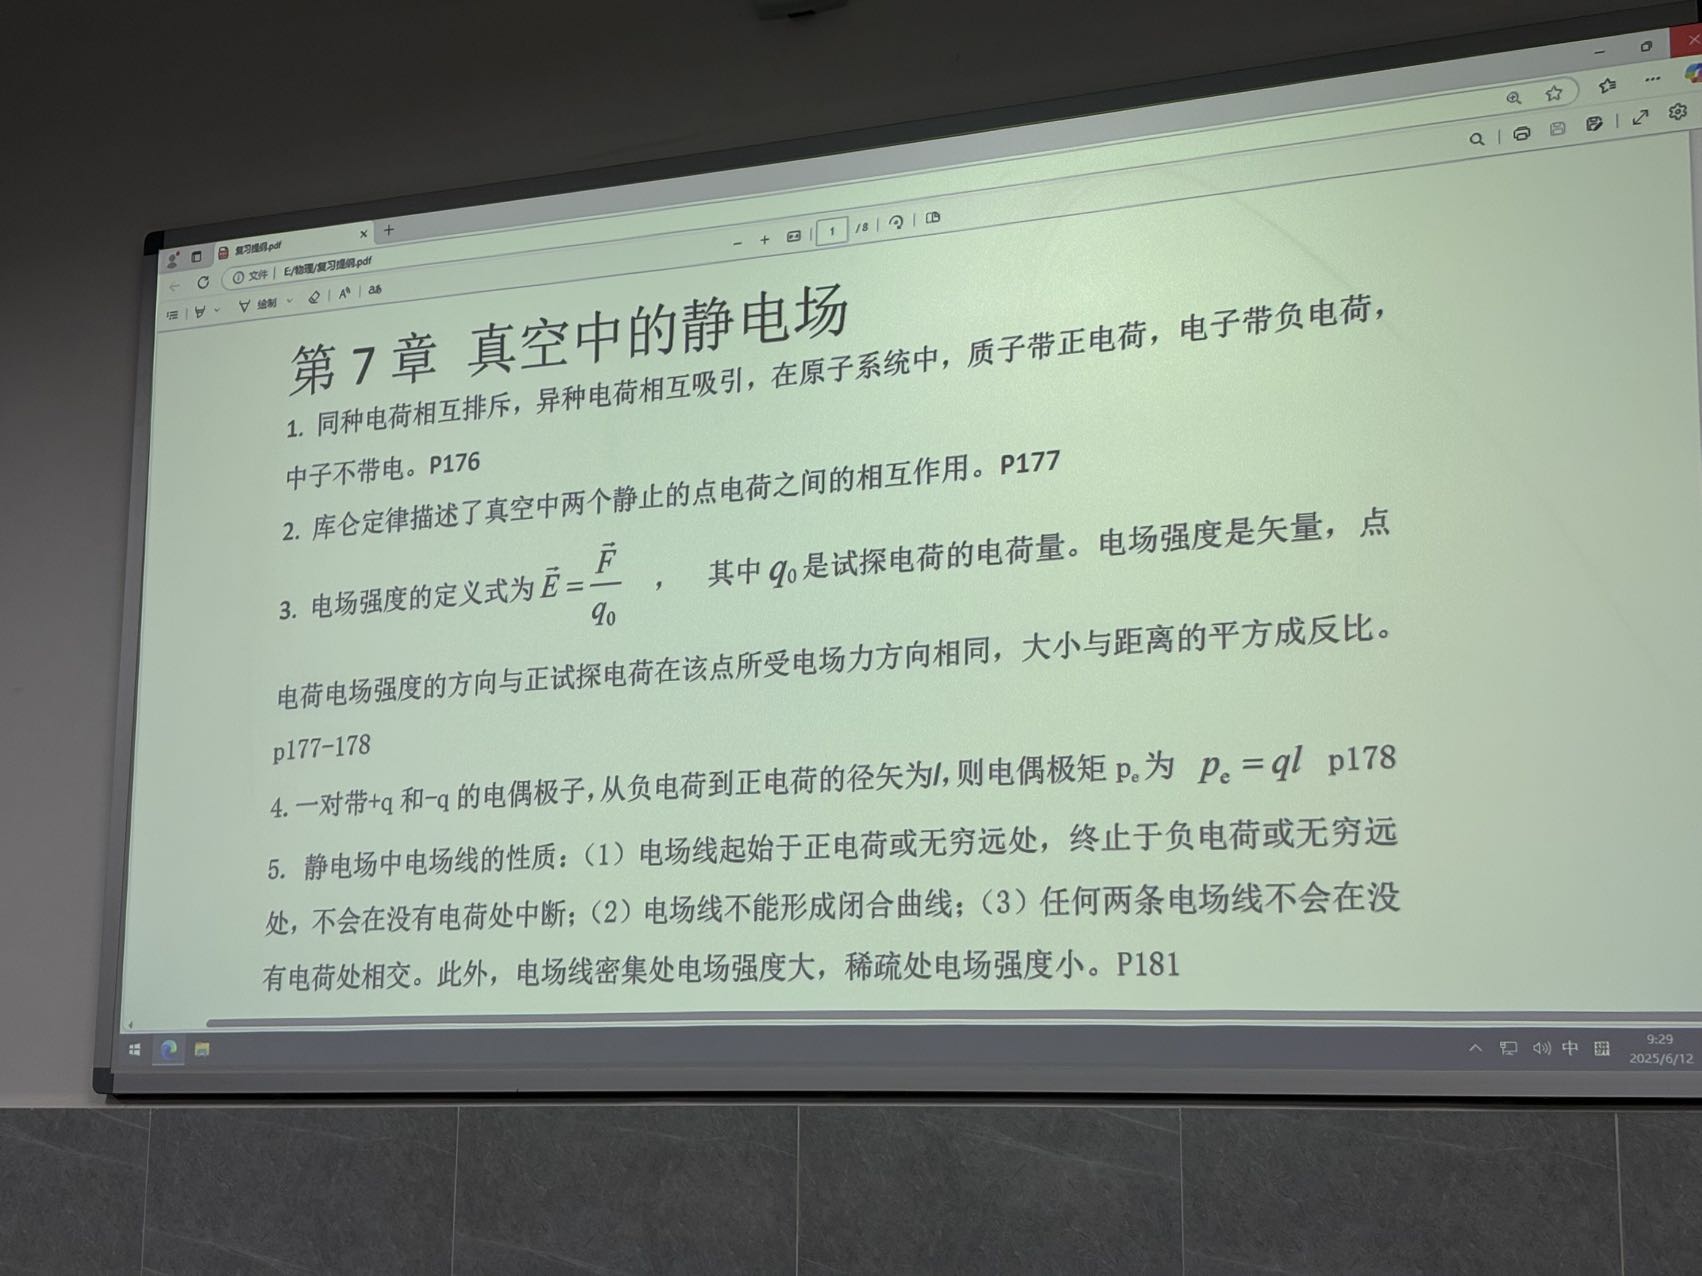 复习提纲.pdf
文件 | E:/物理/复习提纲.pdf
1 /8
绘制 aあ
第 7 章 真空中的静电场
1. 同种电荷相互排斥，异种电荷相互吸引，在原子系统中，质子带正电荷，电子带负电荷，
中子不带电。P176
2. 库仑定律描述了真空中两个静止的点电荷之间的相互作用。P177
3. 电场强度的定义式为 \vec{E}=\frac{\vec{F}}{q_0} ， 其中 q₀ 是试探电荷的电荷量。电场强度是矢量，点
电荷电场强度的方向与正试探电荷在该点所受电场力方向相同，大小与距离的平方成反比。
p177-178
4. 一对带+q 和-q 的电偶极子，从负电荷到正电荷的径矢为l，则电偶极矩 pₑ为 pₑ = ql p178
5. 静电场中电场线的性质：（1）电场线起始于正电荷或无穷远处，终止于负电荷或无穷远
处，不会在没有电荷处中断；（2）电场线不能形成闭合曲线；（3）任何两条电场线不会在没
有电荷处相交。此外，电场线密集处电场强度大，稀疏处电场强度小。P181
中 拼 9:29
2025/6/12